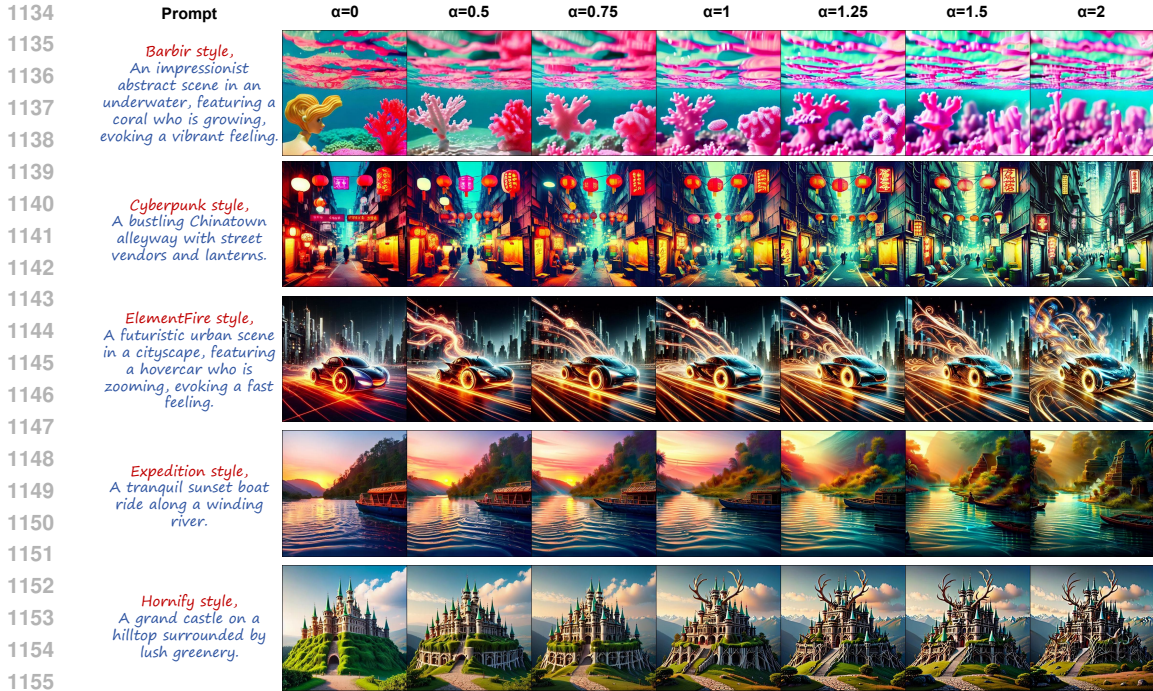 1134
1135
1136
1137
1138
1139
1140
1141
1142
1143
1144
1145
1146
1147
1148
1149
1150
1151
1152
1153
1154
1155
Prompt α=0 α=0.5 α=0.75 α=1 α=1.25 α=1.5 α=2
Barbir style,
An impressionist
abstract scene in an
underwater, featuring a
coral who is growing,
evoking a vibrant feeling.
Cyberpunk style,
A bustling Chinatown
alleyway with street
vendors and lanterns.
ElementFire style,
A futuristic urban scene
in a cityscape, featuring
a hovercar who is
zooming, evoking a fast
feeling.
Expedition style,
A tranquil sunset boat
ride along a winding
river.
Hornify style,
A grand castle on a
hilltop surrounded by
lush greenery.